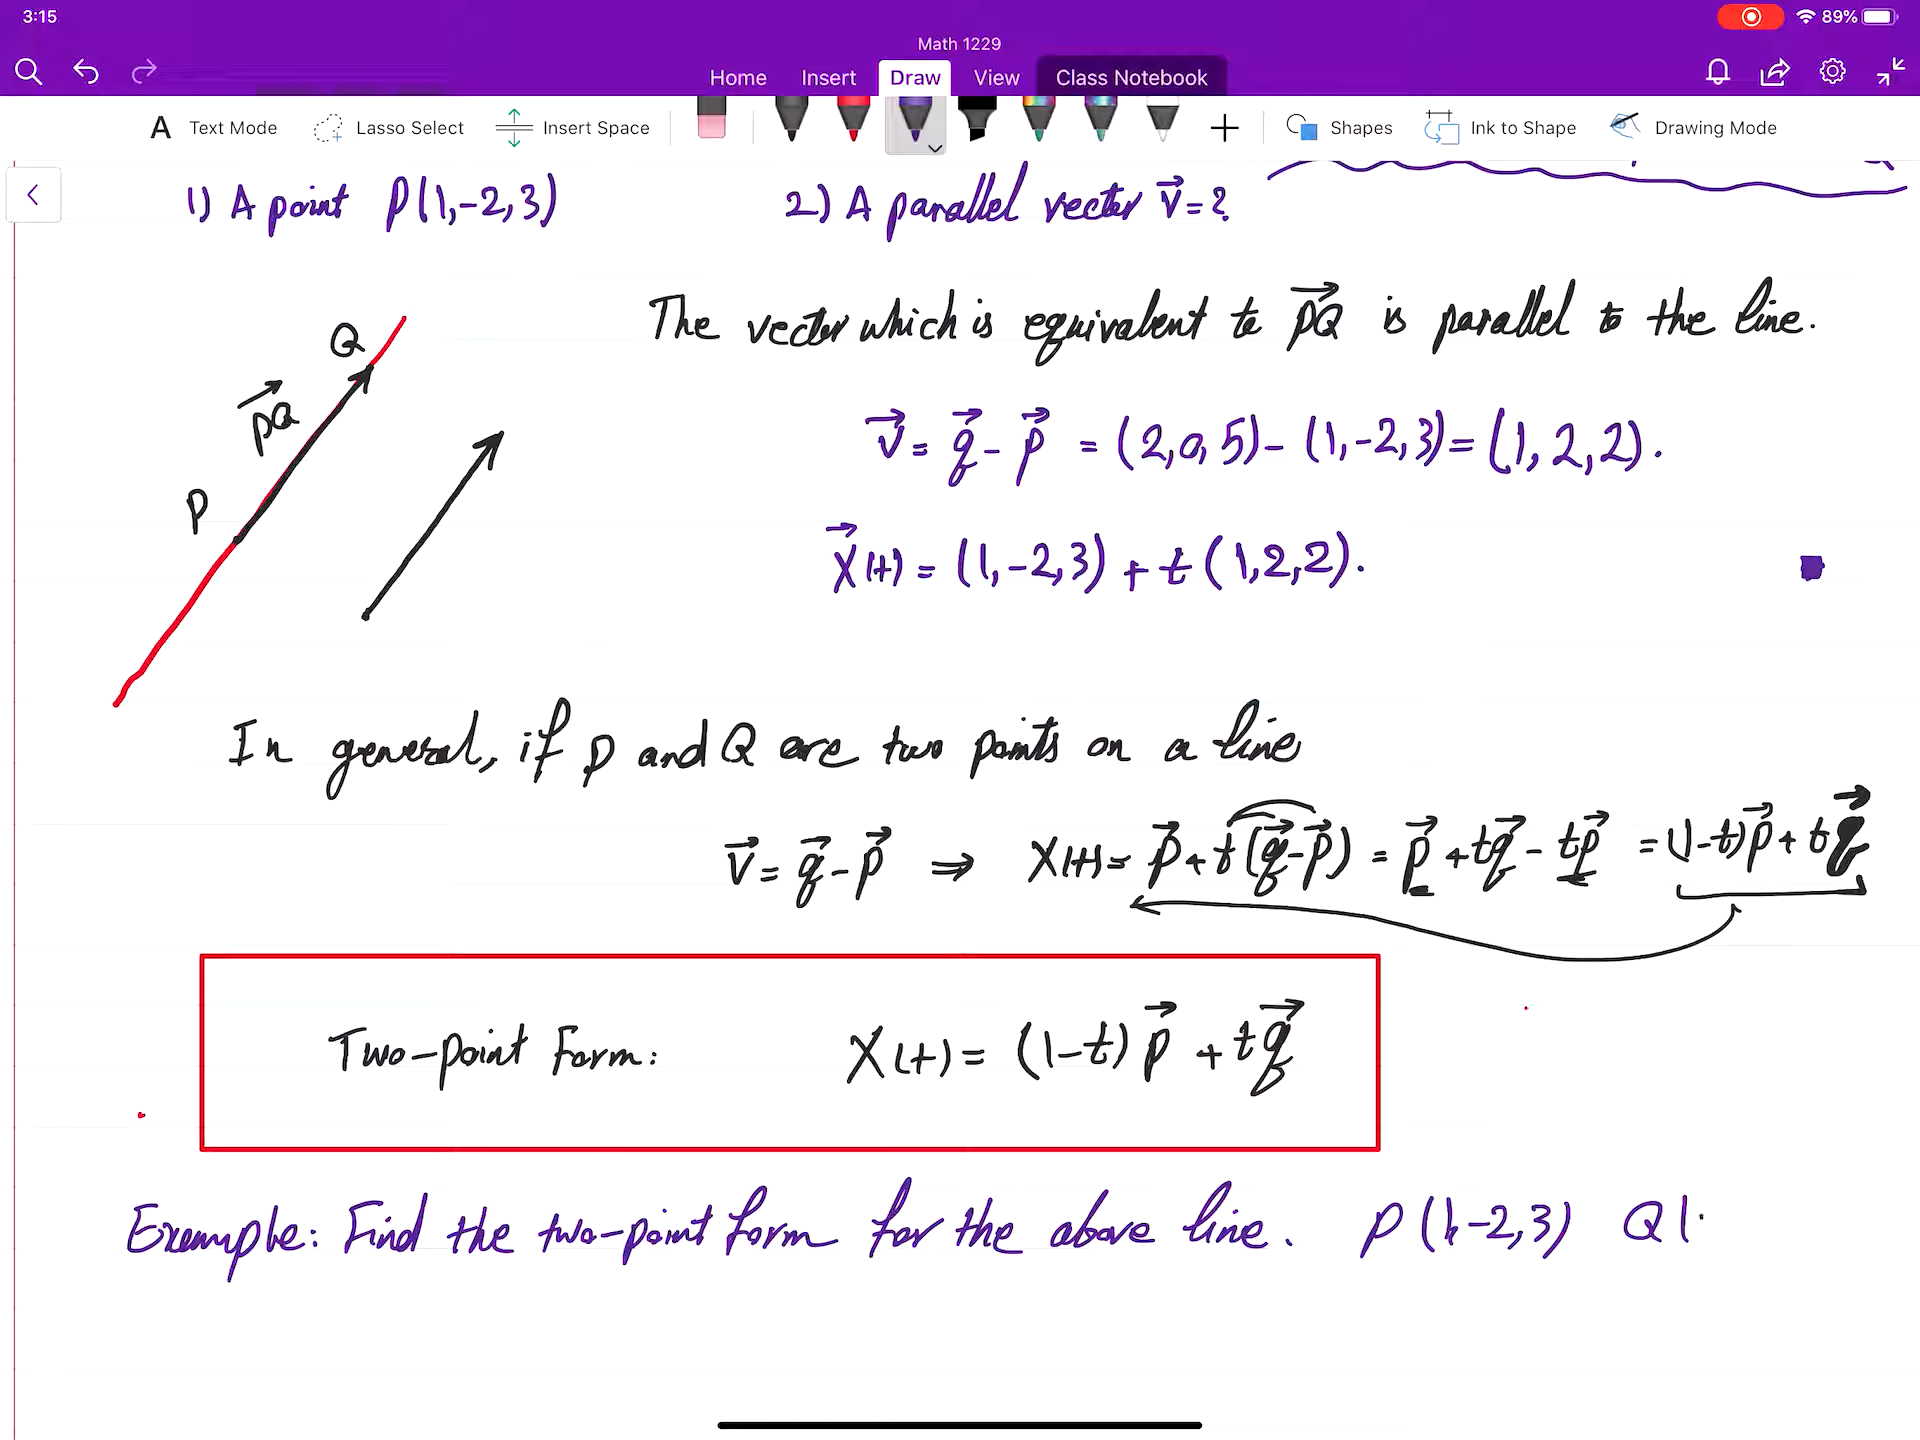 3:15
89%
Math 1229
Home Insert Draw View Class Notebook
A Text Mode Lasso Select Insert Space Shapes Ink to Shape Drawing Mode
1) A point P(1,-2,3) 2) A parallel vector v⃗ = ?
The vector which is equivalent to PQ⃗ is parallel to the line.
Q
PQ⃗
P
v⃗ = q⃗ - p⃗ = (2,0,5) - (1,-2,3) = (1,2,2).
X⃗(t) = (1,-2,3) + t(1,2,2).
In general, if P and Q are two points on a line
v⃗ = q⃗ - p⃗ ⇒ X(t) = p⃗ + t(q⃗ - p⃗) = p⃗ + tq⃗ - tp⃗ = (1-t)p⃗ + tq⃗
Two-point Form: X(t) = (1-t)p⃗ + tq⃗
Example: Find the two-point form for the above line. P(1,-2,3) Q(